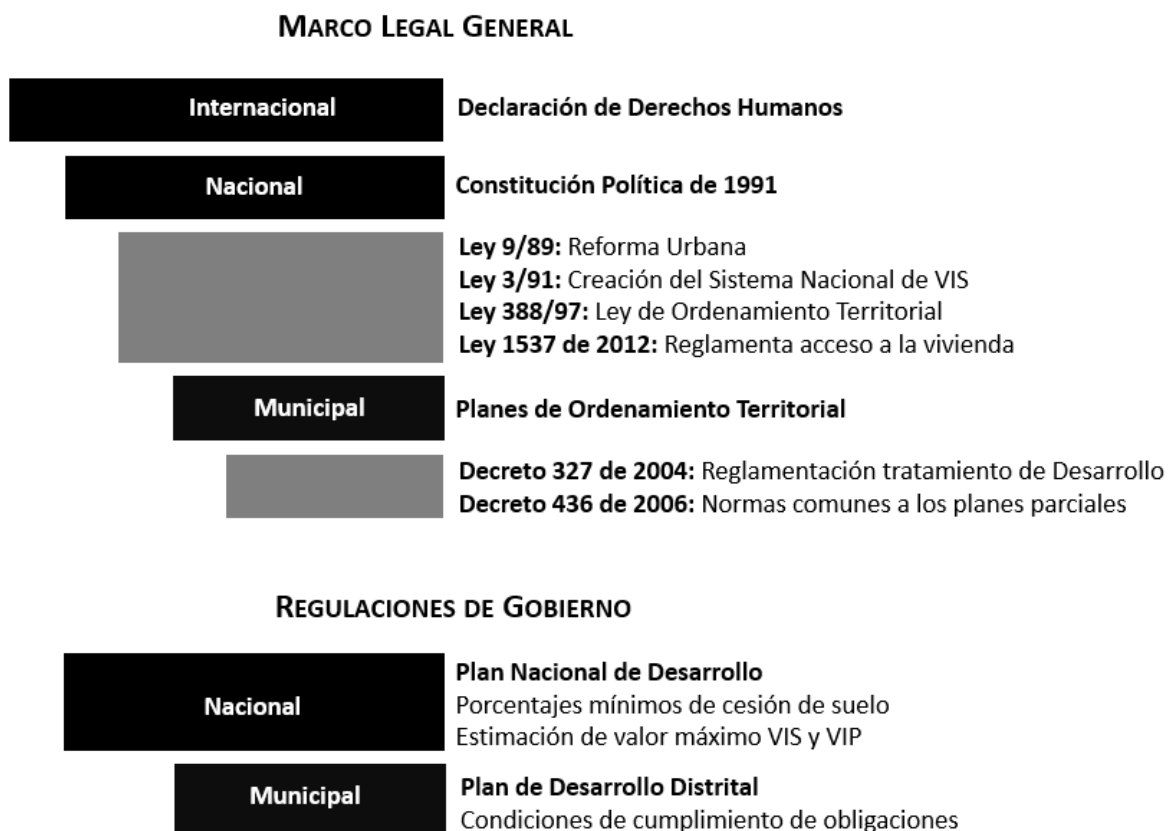 MARCO LEGAL GENERAL
Internacional Declaración de Derechos Humanos
Nacional Constitución Política de 1991
Ley 9/89: Reforma Urbana
Ley 3/91: Creación del Sistema Nacional de VIS
Ley 388/97: Ley de Ordenamiento Territorial
Ley 1537 de 2012: Reglamenta acceso a la vivienda
Municipal Planes de Ordenamiento Territorial
Decreto 327 de 2004: Reglamentación tratamiento de Desarrollo
Decreto 436 de 2006: Normas comunes a los planes parciales
REGULACIONES DE GOBIERNO
Plan Nacional de Desarrollo
Nacional Porcentajes mínimos de cesión de suelo
Estimación de valor máximo VIS y VIP
Municipal Plan de Desarrollo Distrital
Condiciones de cumplimiento de obligaciones